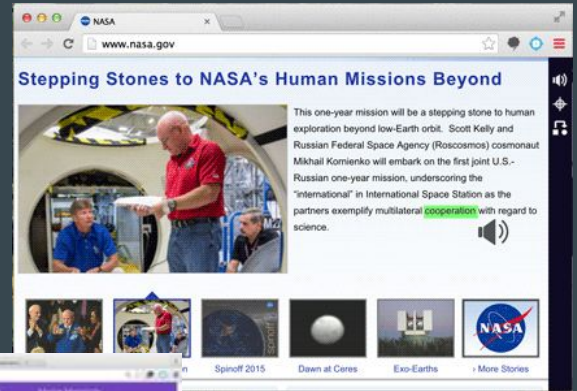 NASA
www.nasa.gov
Stepping Stones to NASA's Human Missions Beyond
This one-year mission will be a stepping stone to human
exploration beyond low-Earth orbit. Scott Kelly and
Russian Federal Space Agency (Roscosmos) cosmonaut
Mikhail Kornienko will embark on the first joint U.S.-
Russian one-year mission, underscoring the
"international" in International Space Station as the
partners exemplify multilateral cooperation with regard to
science.
spinoff
NASA
Spinoff 2015
Dawn at Ceres
Exo-Earths
› More Stories